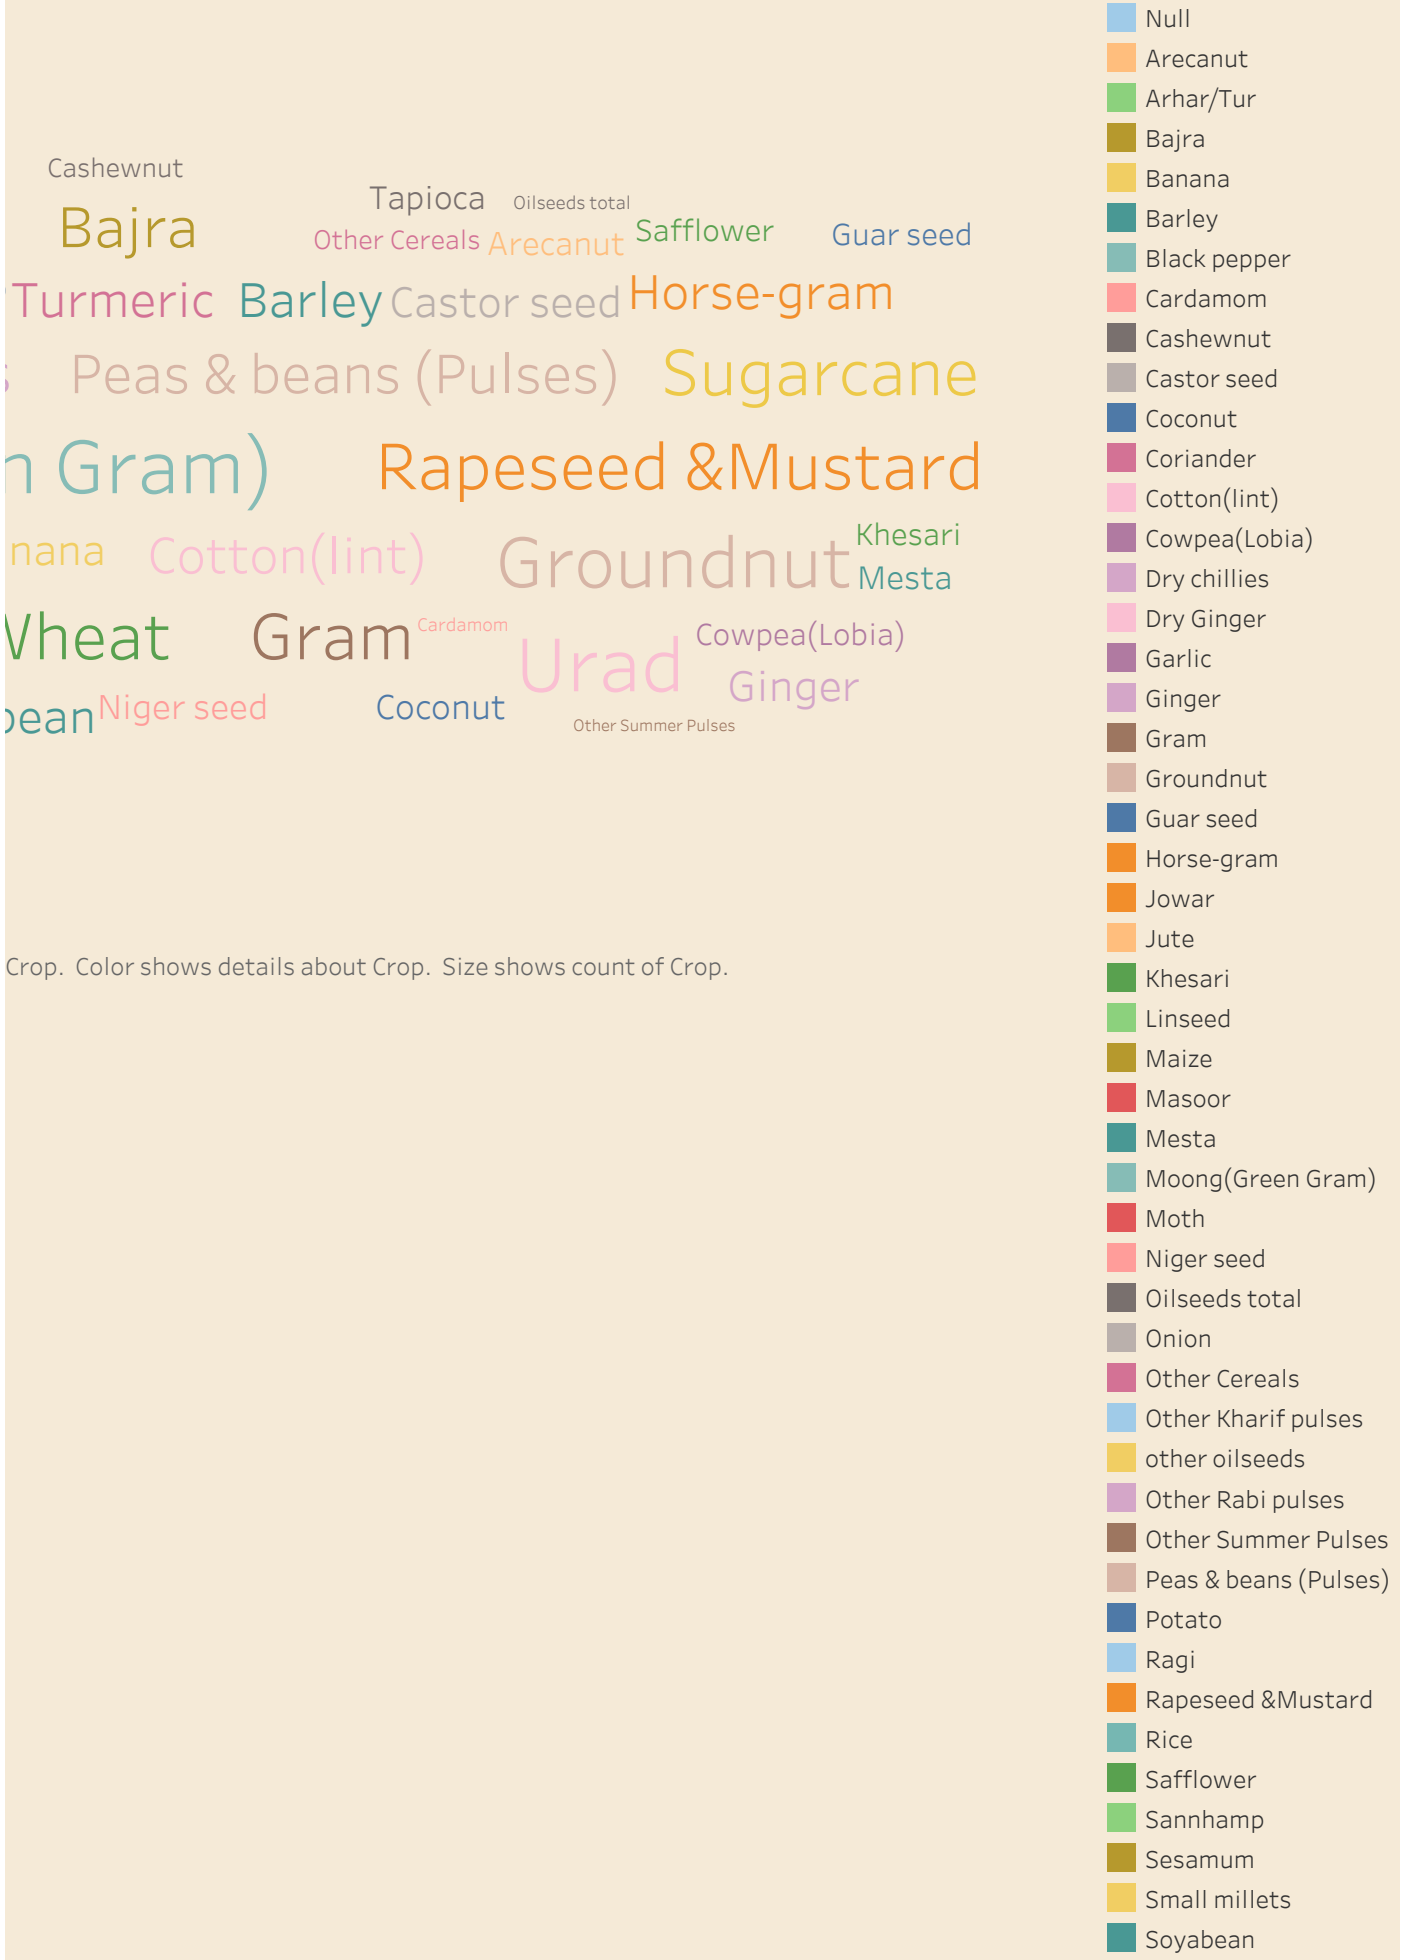 Cashewnut
Tapioca
Oilseeds total
Bajra
Other Cereals
Arecanut
Safflower
Guar seed
Turmeric
Barley
Castor seed
Horse-gram
s
Peas & beans (Pulses)
Sugarcane
n Gram)
Rapeseed &Mustard
nana
Cotton(lint)
Groundnut
Khesari
Mesta
Wheat
Gram
Cardamom
Urad
Cowpea(Lobia)
Ginger
bean
Niger seed
Coconut
Other Summer Pulses
Crop. Color shows details about Crop. Size shows count of Crop.
Null
Arecanut
Arhar/Tur
Bajra
Banana
Barley
Black pepper
Cardamom
Cashewnut
Castor seed
Coconut
Coriander
Cotton(lint)
Cowpea(Lobia)
Dry chillies
Dry Ginger
Garlic
Ginger
Gram
Groundnut
Guar seed
Horse-gram
Jowar
Jute
Khesari
Linseed
Maize
Masoor
Mesta
Moong(Green Gram)
Moth
Niger seed
Oilseeds total
Onion
Other Cereals
Other Kharif pulses
other oilseeds
Other Rabi pulses
Other Summer Pulses
Peas & beans (Pulses)
Potato
Ragi
Rapeseed &Mustard
Rice
Safflower
Sannhamp
Sesamum
Small millets
Soyabean